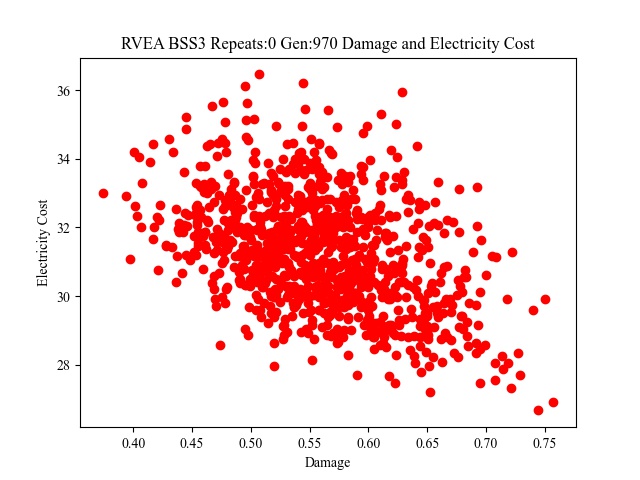 RVEA BSS3 Repeats:0 Gen:970 Damage and Electricity Cost
Electricity Cost
36
34
32
30
28
0.40 0.45 0.50 0.55 0.60 0.65 0.70 0.75
Damage